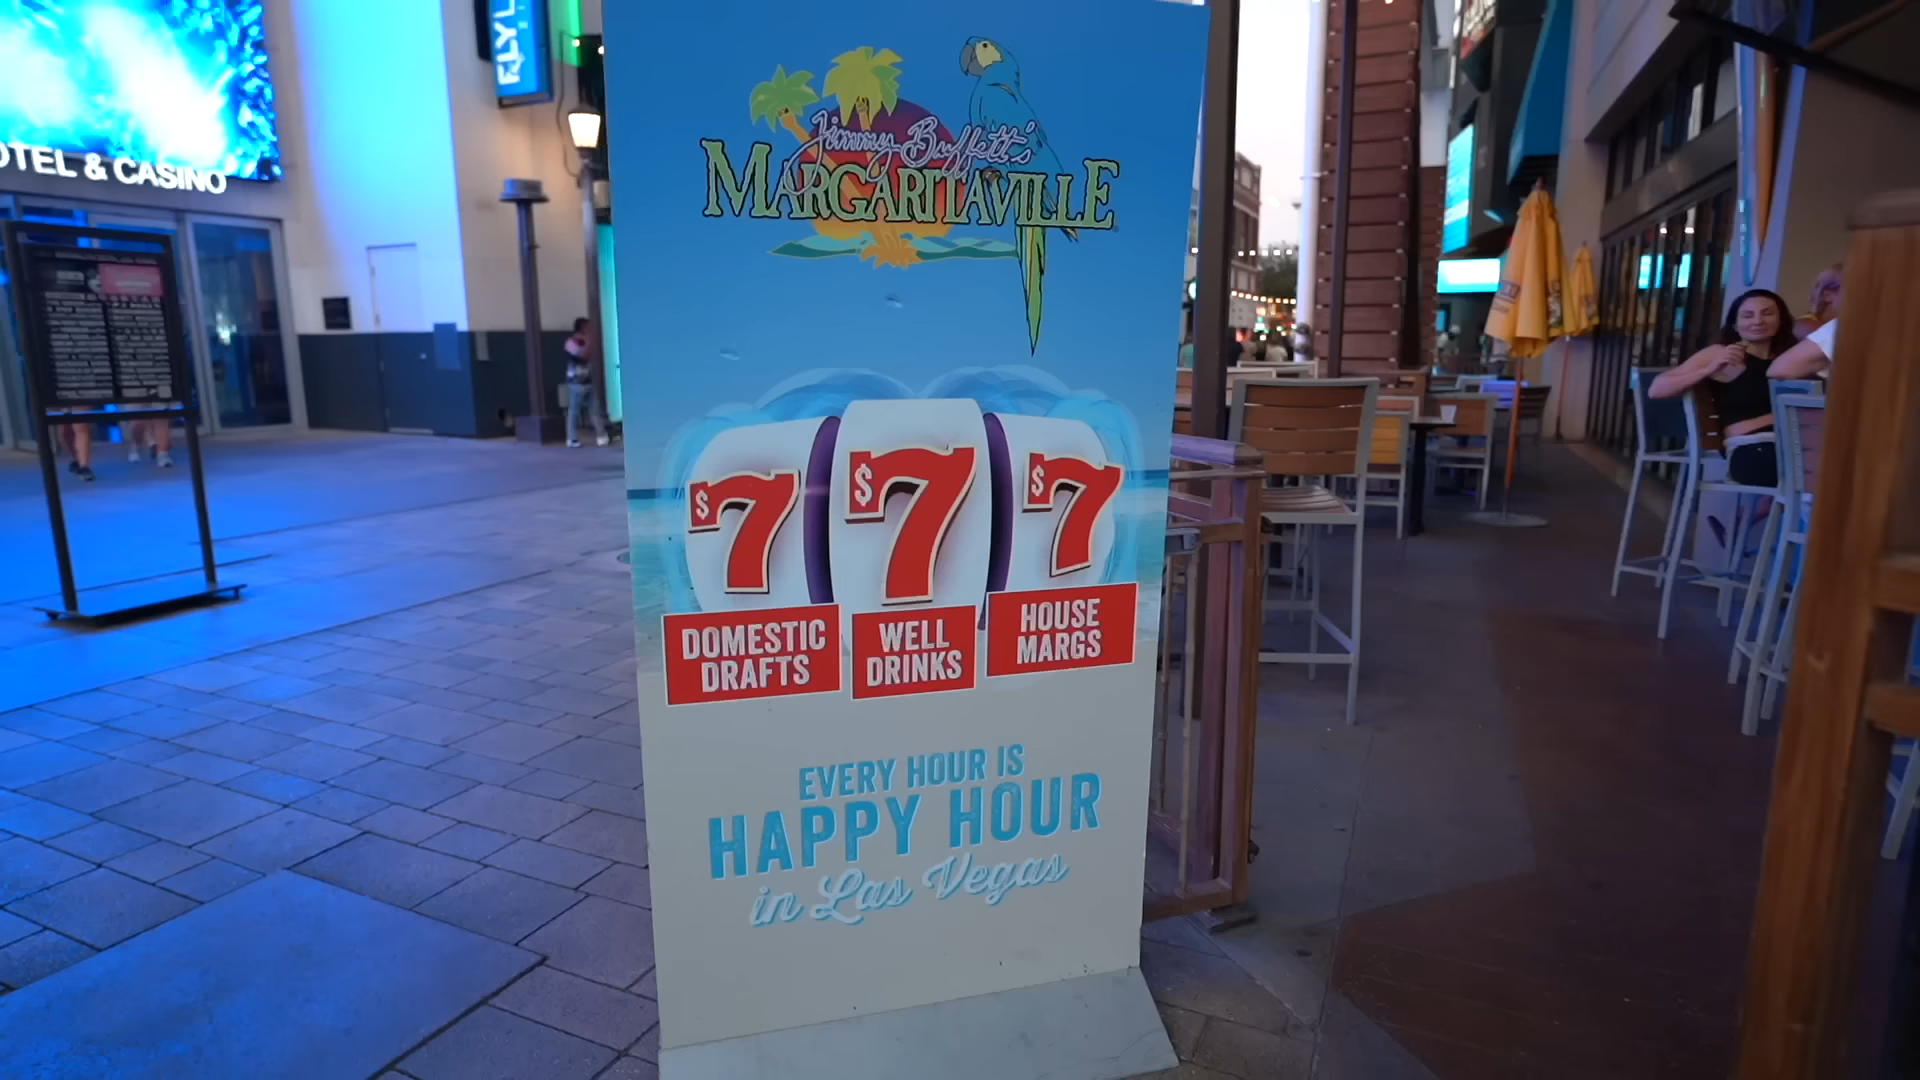 OTEL & CASINO
FLYL
Jimmy Buffett's
MARGARITAVILLE
$7 $7 $7
DOMESTIC
DRAFTS
WELL
DRINKS
HOUSE
MARGS
EVERY HOUR IS
HAPPY HOUR
in Las Vegas